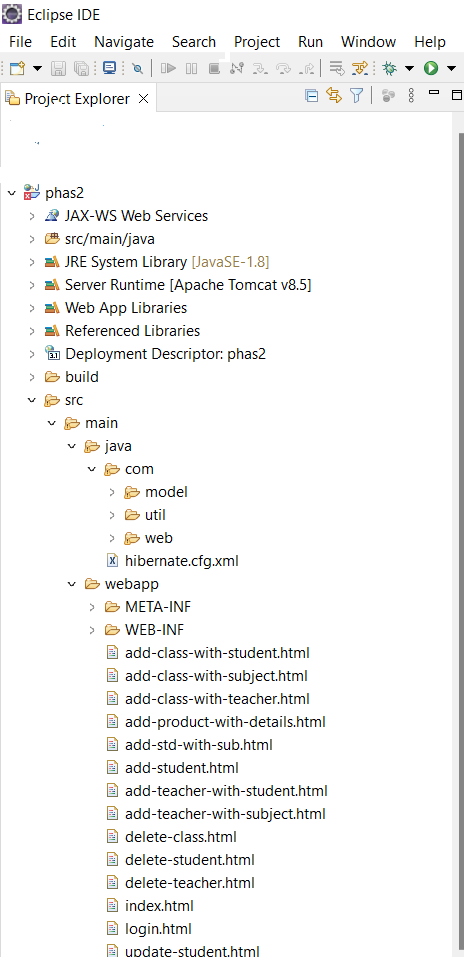 Eclipse IDE
File Edit Navigate Search Project Run Window Help
Project Explorer
phas2
JAX-WS Web Services
src/main/java
JRE System Library [JavaSE-1.8]
Server Runtime [Apache Tomcat v8.5]
Web App Libraries
Referenced Libraries
Deployment Descriptor: phas2
build
src
main
java
com
model
util
web
hibernate.cfg.xml
webapp
META-INF
WEB-INF
add-class-with-student.html
add-class-with-subject.html
add-class-with-teacher.html
add-product-with-details.html
add-std-with-sub.html
add-student.html
add-teacher-with-student.html
add-teacher-with-subject.html
delete-class.html
delete-student.html
delete-teacher.html
index.html
login.html
update-student.html